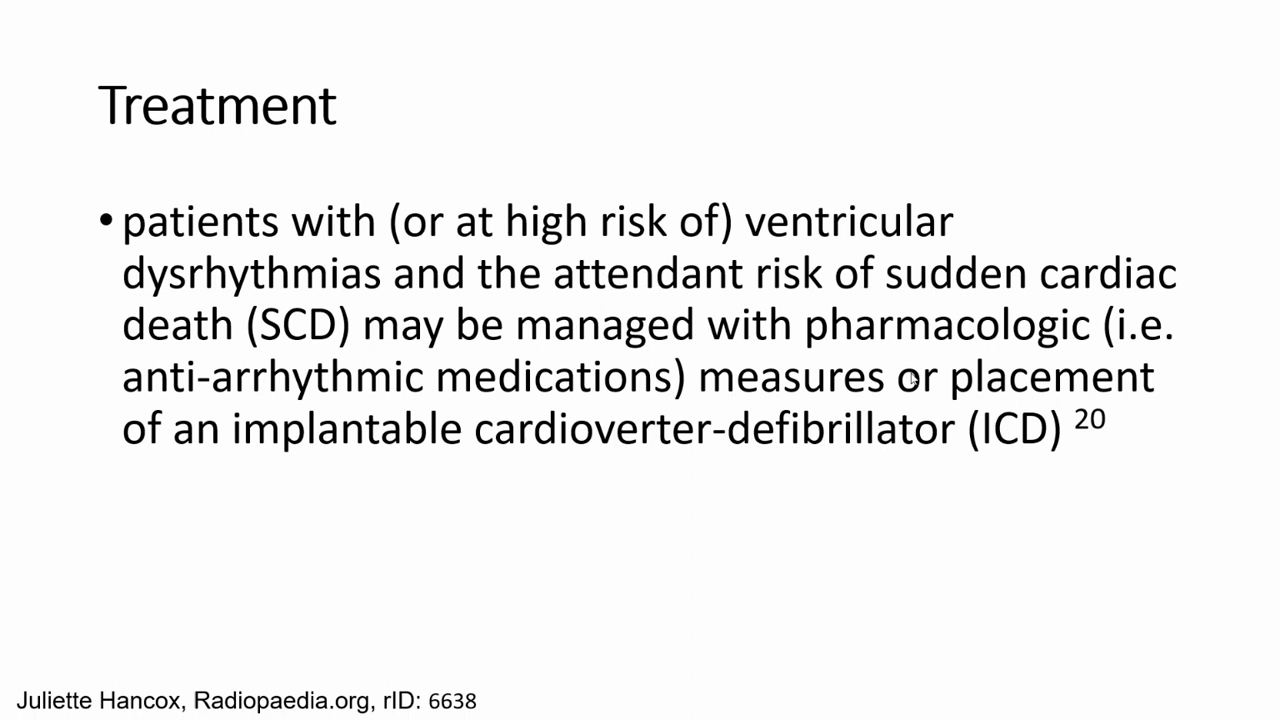 Treatment
• patients with (or at high risk of) ventricular
dysrhythmias and the attendant risk of sudden cardiac
death (SCD) may be managed with pharmacologic (i.e.
anti-arrhythmic medications) measures or placement
of an implantable cardioverter-defibrillator (ICD) 20
Juliette Hancox, Radiopaedia.org, rID: 6638